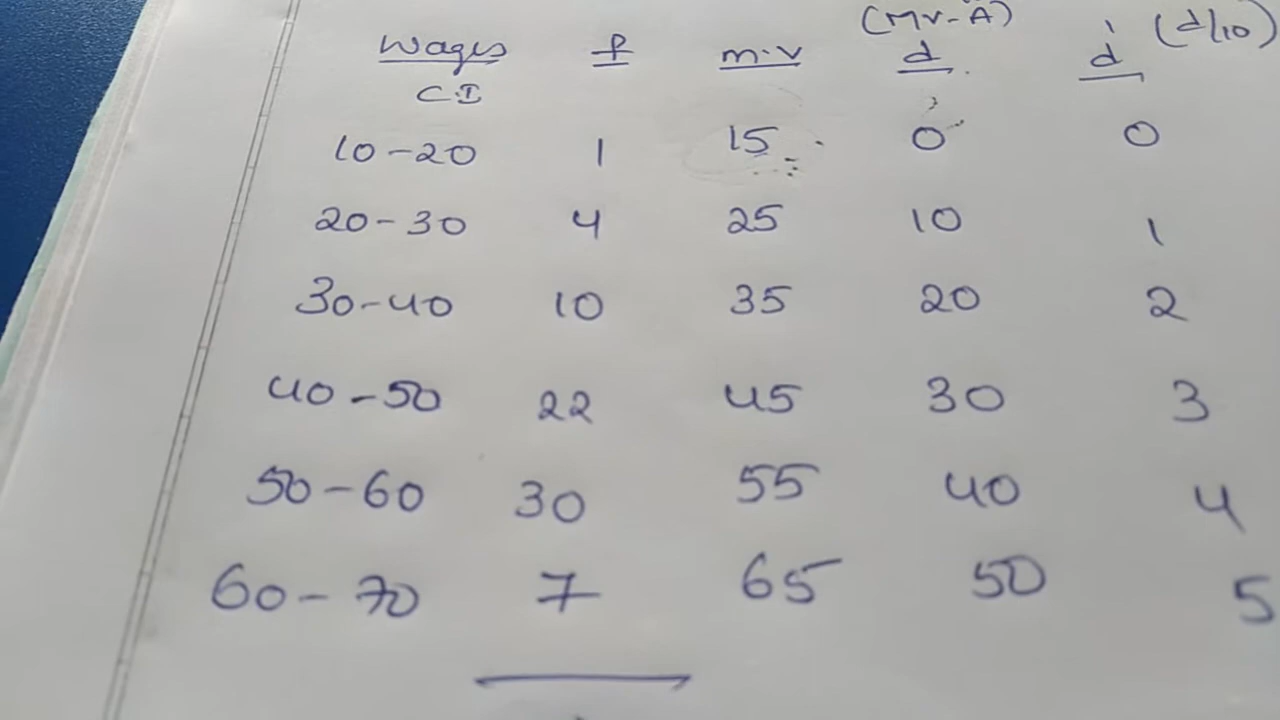 Wages f m.v (Mv-A) d d' (d/10)
C.I
10-20 1 15 0 0
20-30 4 25 10 1
30-40 10 35 20 2
40-50 22 45 30 3
50-60 30 55 40 4
60-70 7 65 50 5